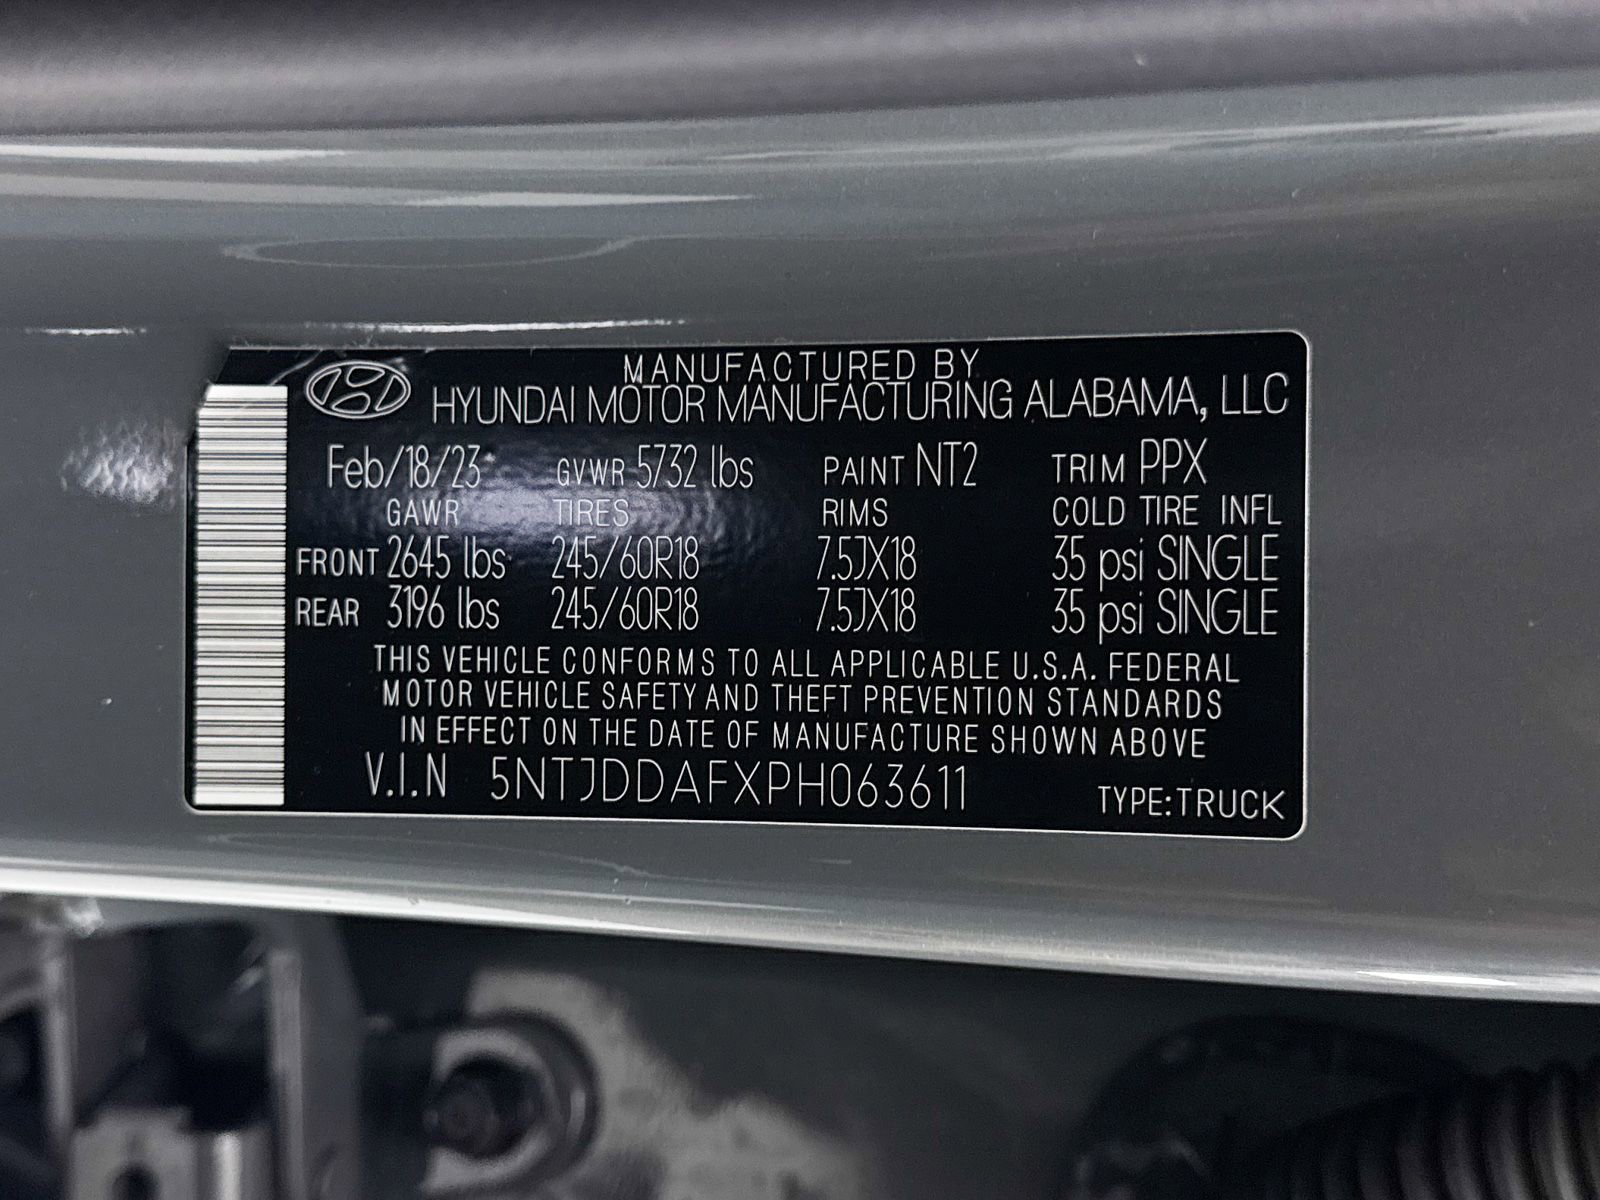 MANUFACTURED BY
HYUNDAI MOTOR MANUFACTURING ALABAMA, LLC
Feb/18/23 GVWR 5732 lbs PAINT NT2 TRIM PPX
GAWR TIRES RIMS COLD TIRE INFL
FRONT 2645 lbs 245/60R18 7.5JX18 35 psi SINGLE
REAR 3196 lbs 245/60R18 7.5JX18 35 psi SINGLE
THIS VEHICLE CONFORMS TO ALL APPLICABLE U.S.A. FEDERAL
MOTOR VEHICLE SAFETY AND THEFT PREVENTION STANDARDS
IN EFFECT ON THE DATE OF MANUFACTURE SHOWN ABOVE
V.I.N 5NTJDDAFXPH063611 TYPE:TRUCK